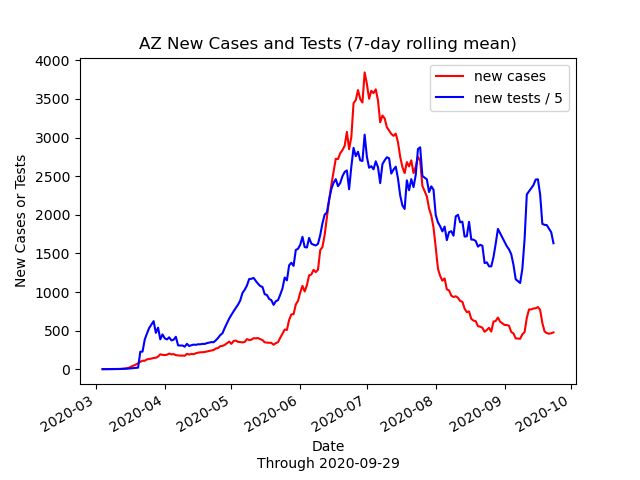 AZ New Cases and Tests (7-day rolling mean)
new cases
new tests / 5
New Cases or Tests
4000
3500
3000
2500
2000
1500
1000
500
0
2020-03
2020-04
2020-05
2020-06
2020-07
2020-08
2020-09
2020-10
Date
Through 2020-09-29